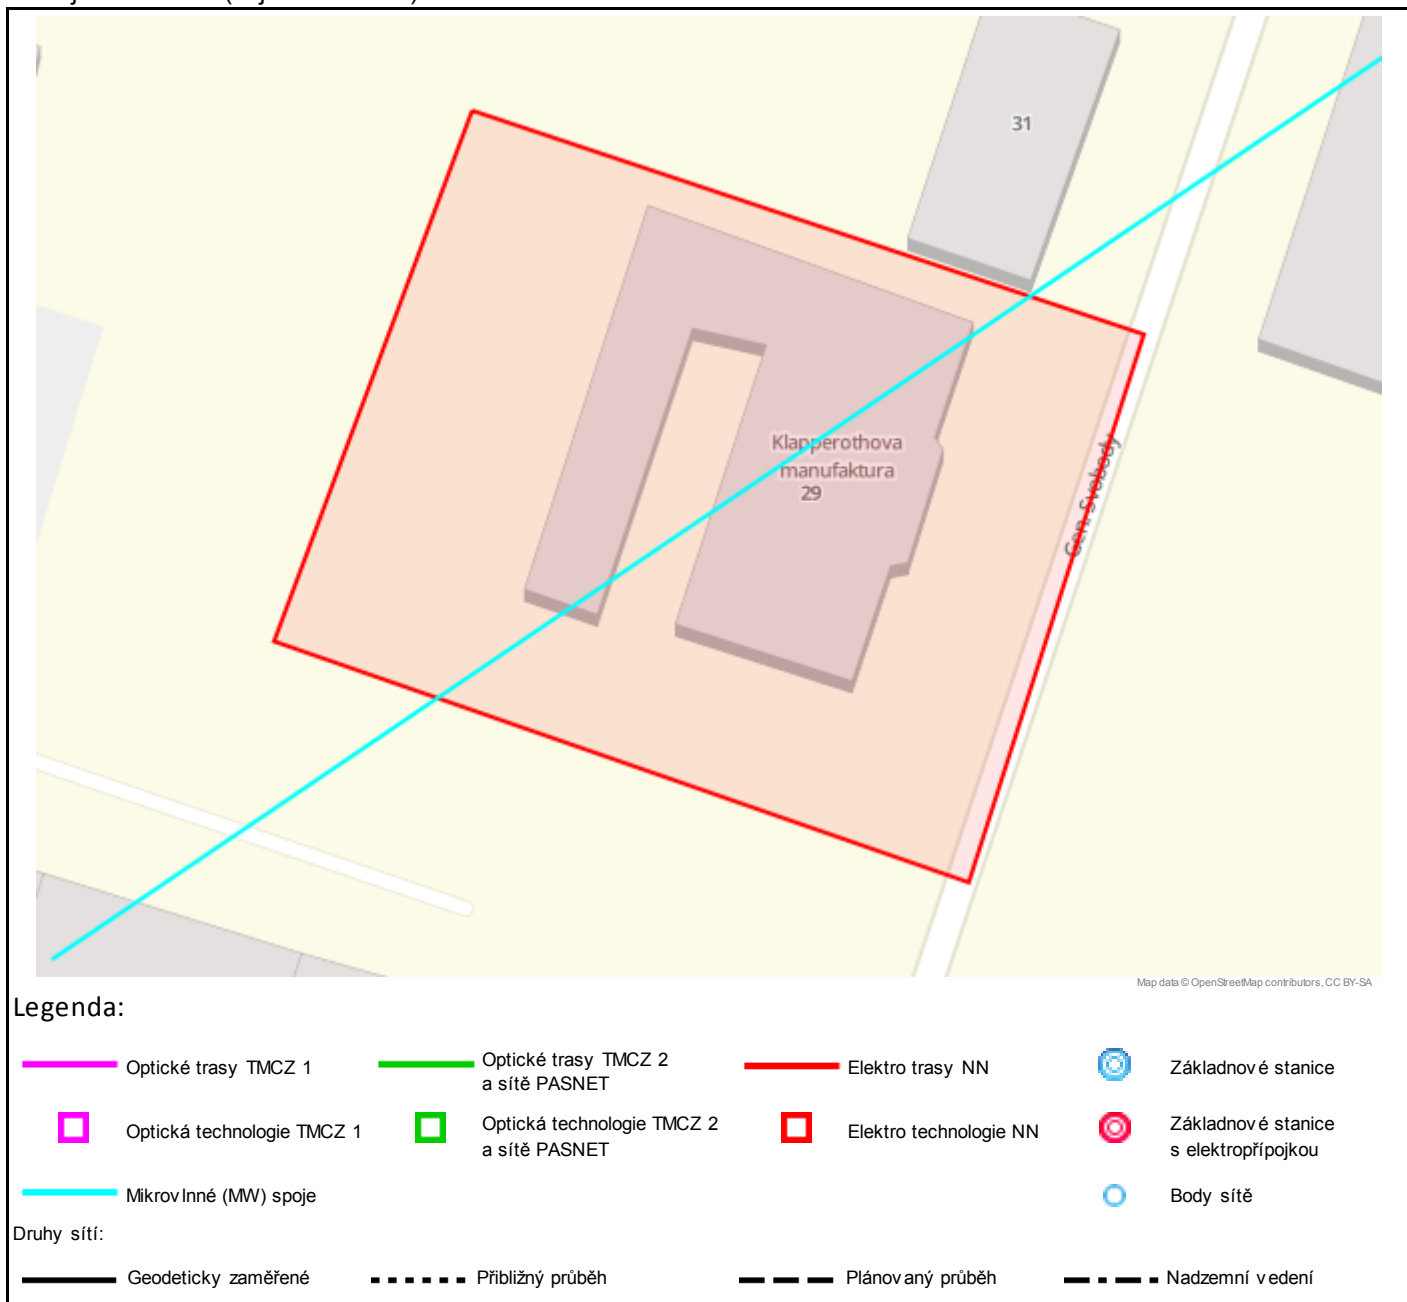 31
Klapperothova
manufaktura
29
Gen. Svobody
Map data © OpenStreetMap contributors, CC BY-SA
Legenda:
Optické trasy TMCZ 1
Optické trasy TMCZ 2
a sítě PASNET
Elektro trasy NN
Základnové stanice
Optická technologie TMCZ 1
Optická technologie TMCZ 2
a sítě PASNET
Elektro technologie NN
Základnové stanice
s elektropřípojkou
Mikrovlnné (MW) spoje
Body sítě
Druhy sítí:
Geodeticky zaměřené
Přibližný průběh
Plánovaný průběh
Nadzemní vedení